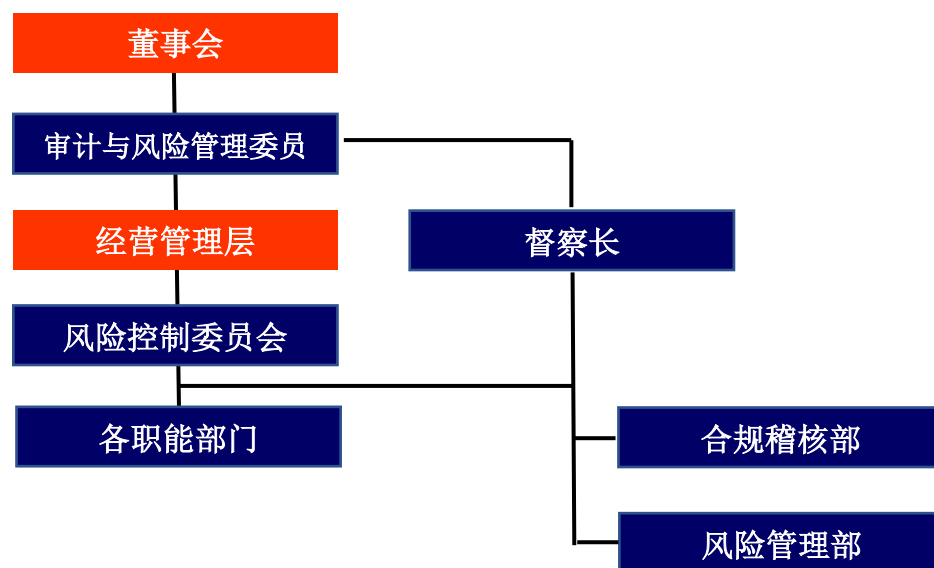 董事会
审计与风险管理委员
经营管理层
督察长
风险控制委员会
各职能部门
合规稽核部
风险管理部